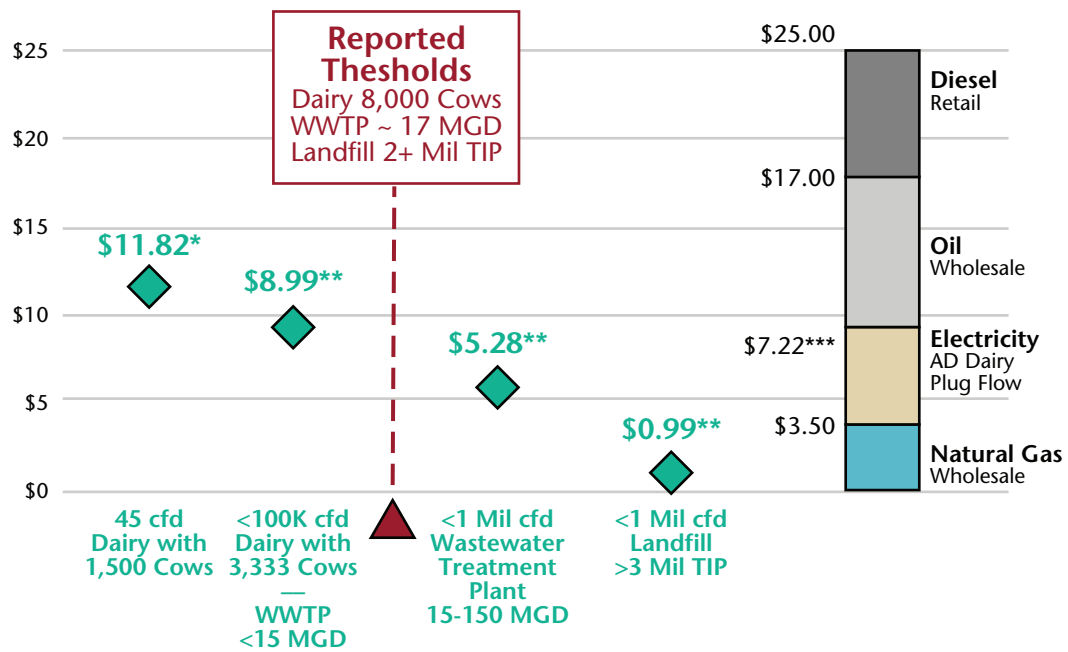 Reported
Thesholds
Dairy 8,000 Cows
WWTP ~ 17 MGD
Landfill 2+ Mil TIP
$25
$20
$15
$10
$5
$0
$11.82*
$8.99**
$5.28**
$0.99**
45 cfd
Dairy with
1,500 Cows
<100K cfd
Dairy with
3,333 Cows
—
WWTP
<15 MGD
<1 Mil cfd
Wastewater
Treatment
Plant
15-150 MGD
<1 Mil cfd
Landfill
>3 Mil TIP
$25.00
$17.00
$7.22***
$3.50
Diesel
Retail
Oil
Wholesale
Electricity
AD Dairy
Plug Flow
Natural Gas
Wholesale